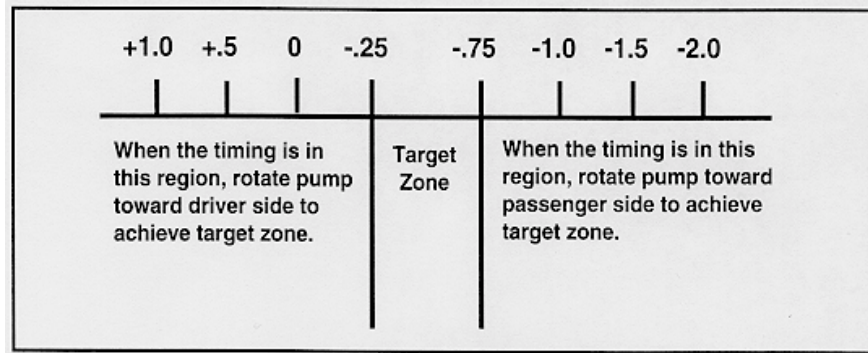 +1.0 +.5 0 -.25 -.75 -1.0 -1.5 -2.0
When the timing is in
this region, rotate pump
toward driver side to
achieve target zone.
Target
Zone
When the timing is in this
region, rotate pump toward
passenger side to achieve
target zone.